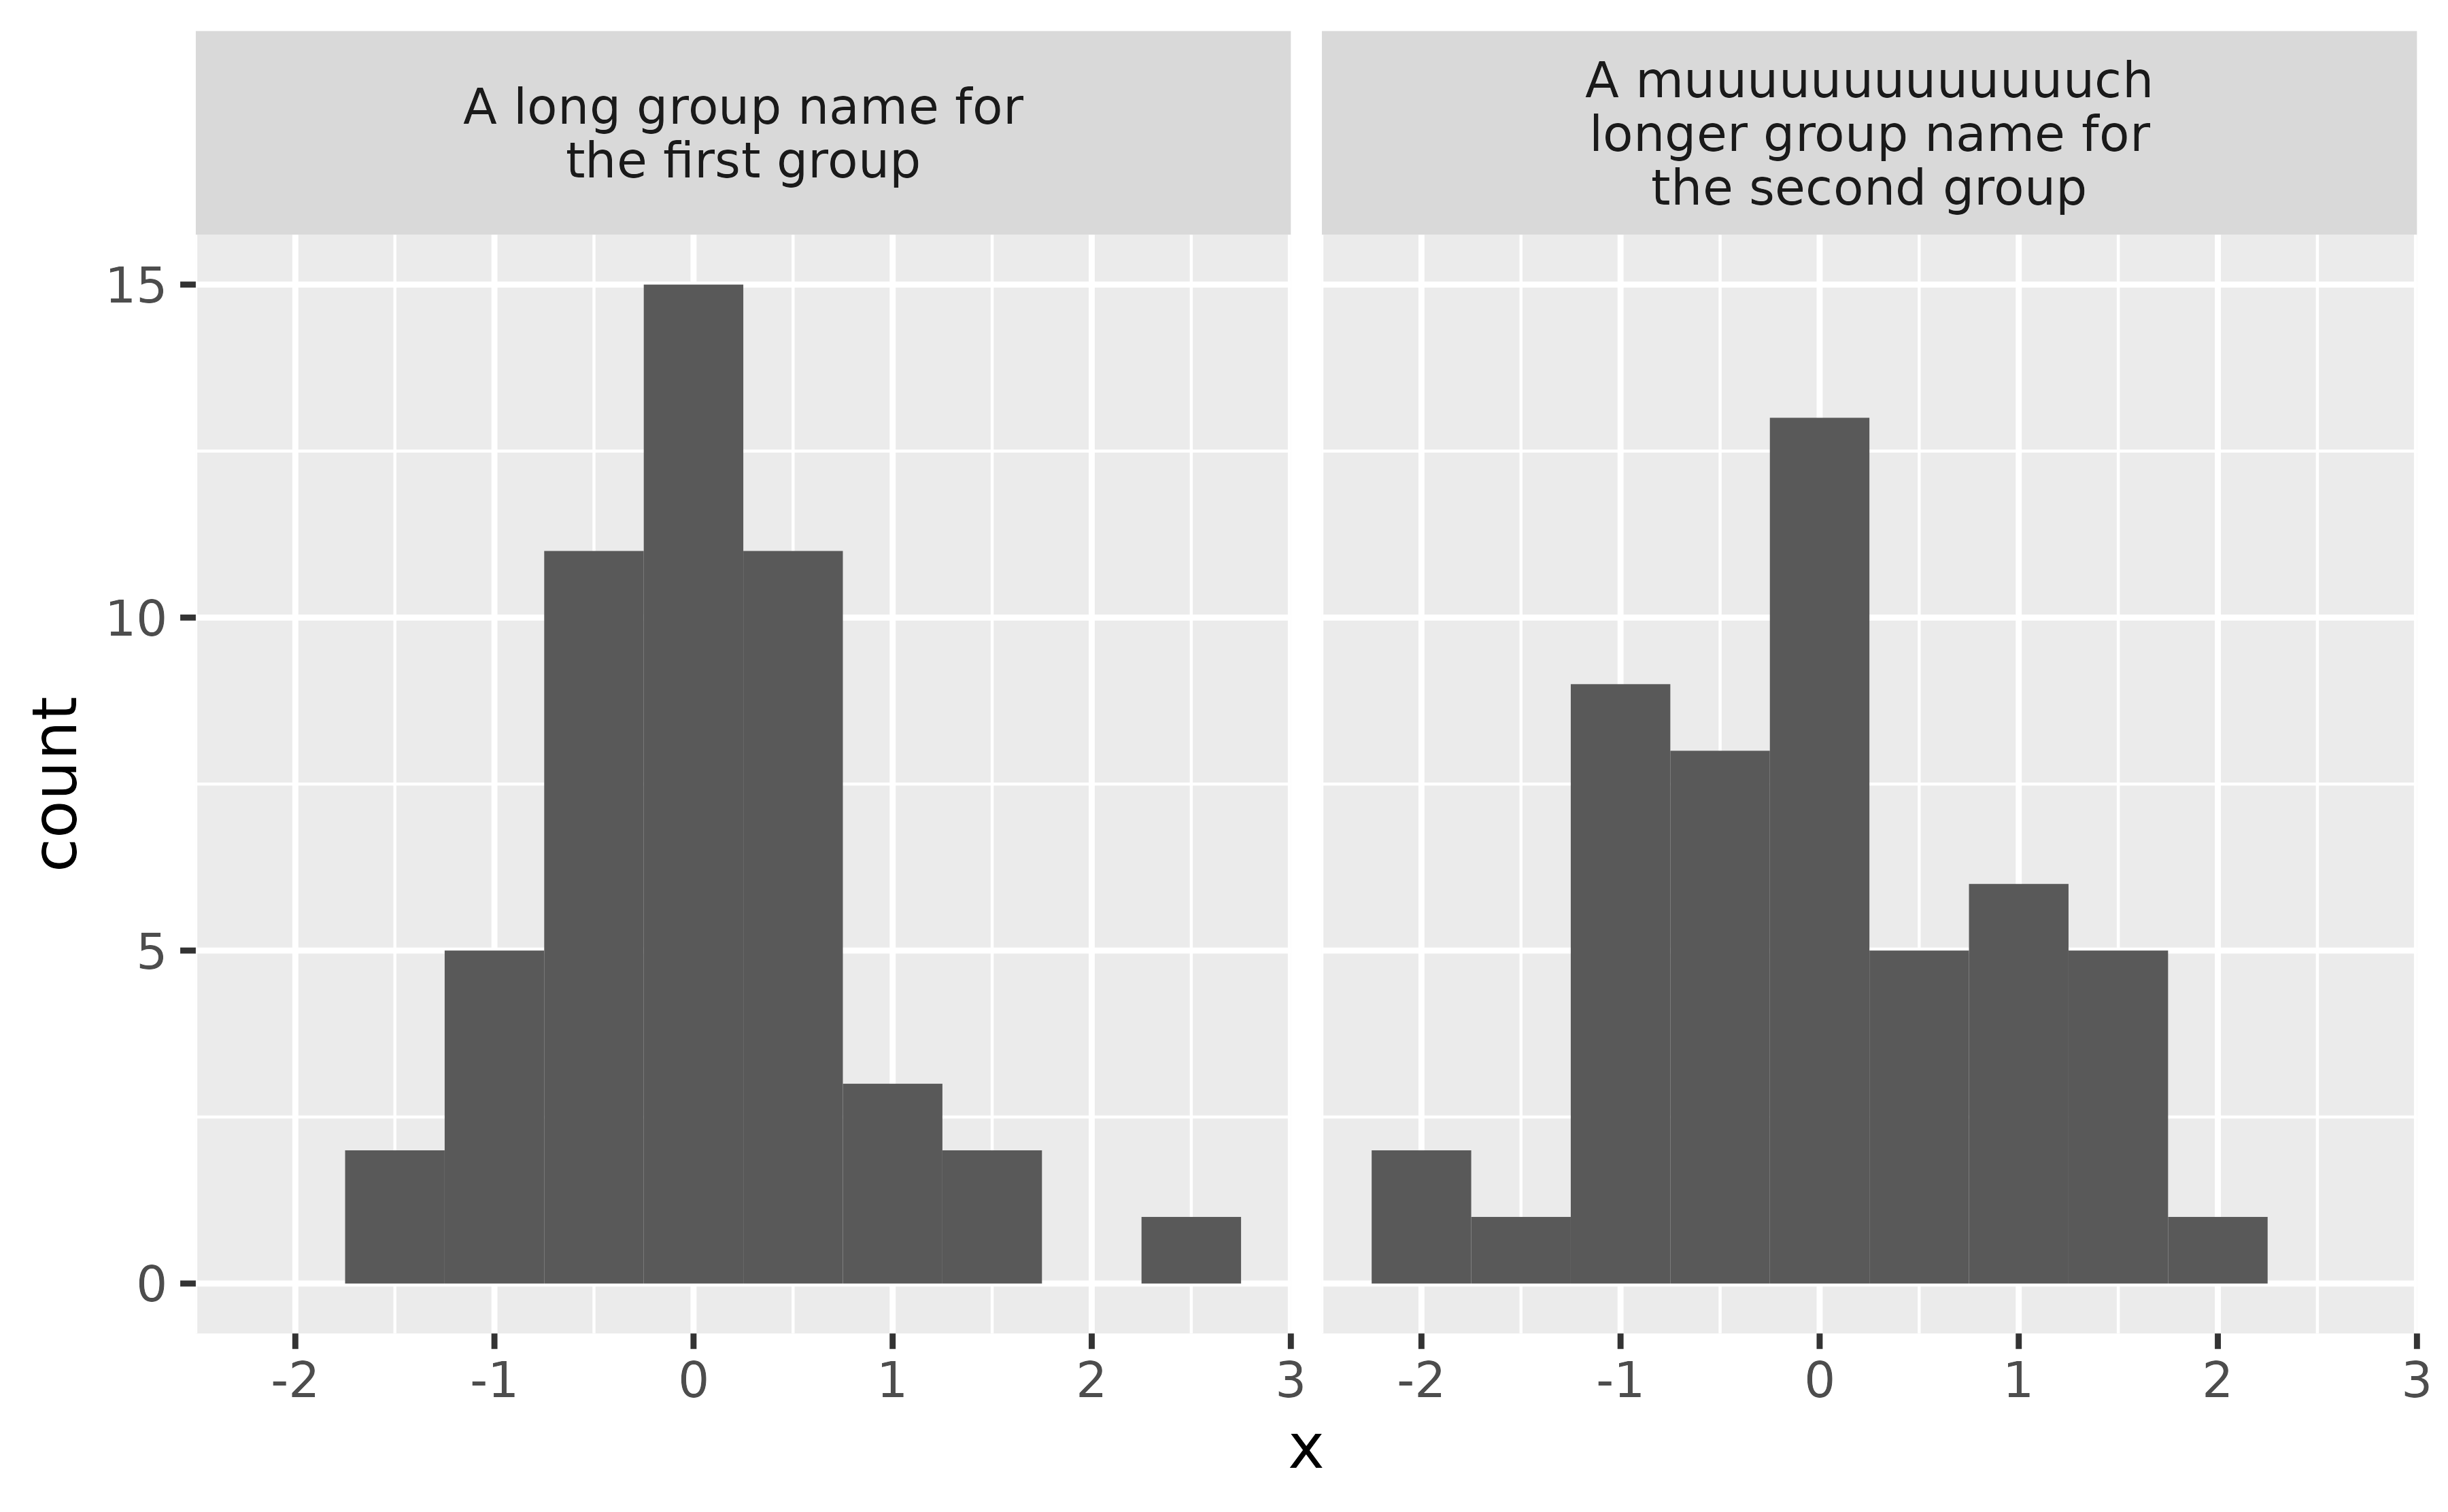 A long group name for
the first group
A muuuuuuuuuuuuuch
longer group name for
the second group
15
10
5
0
count
-2 -1 0 1 2 3
-2 -1 0 1 2 3
x